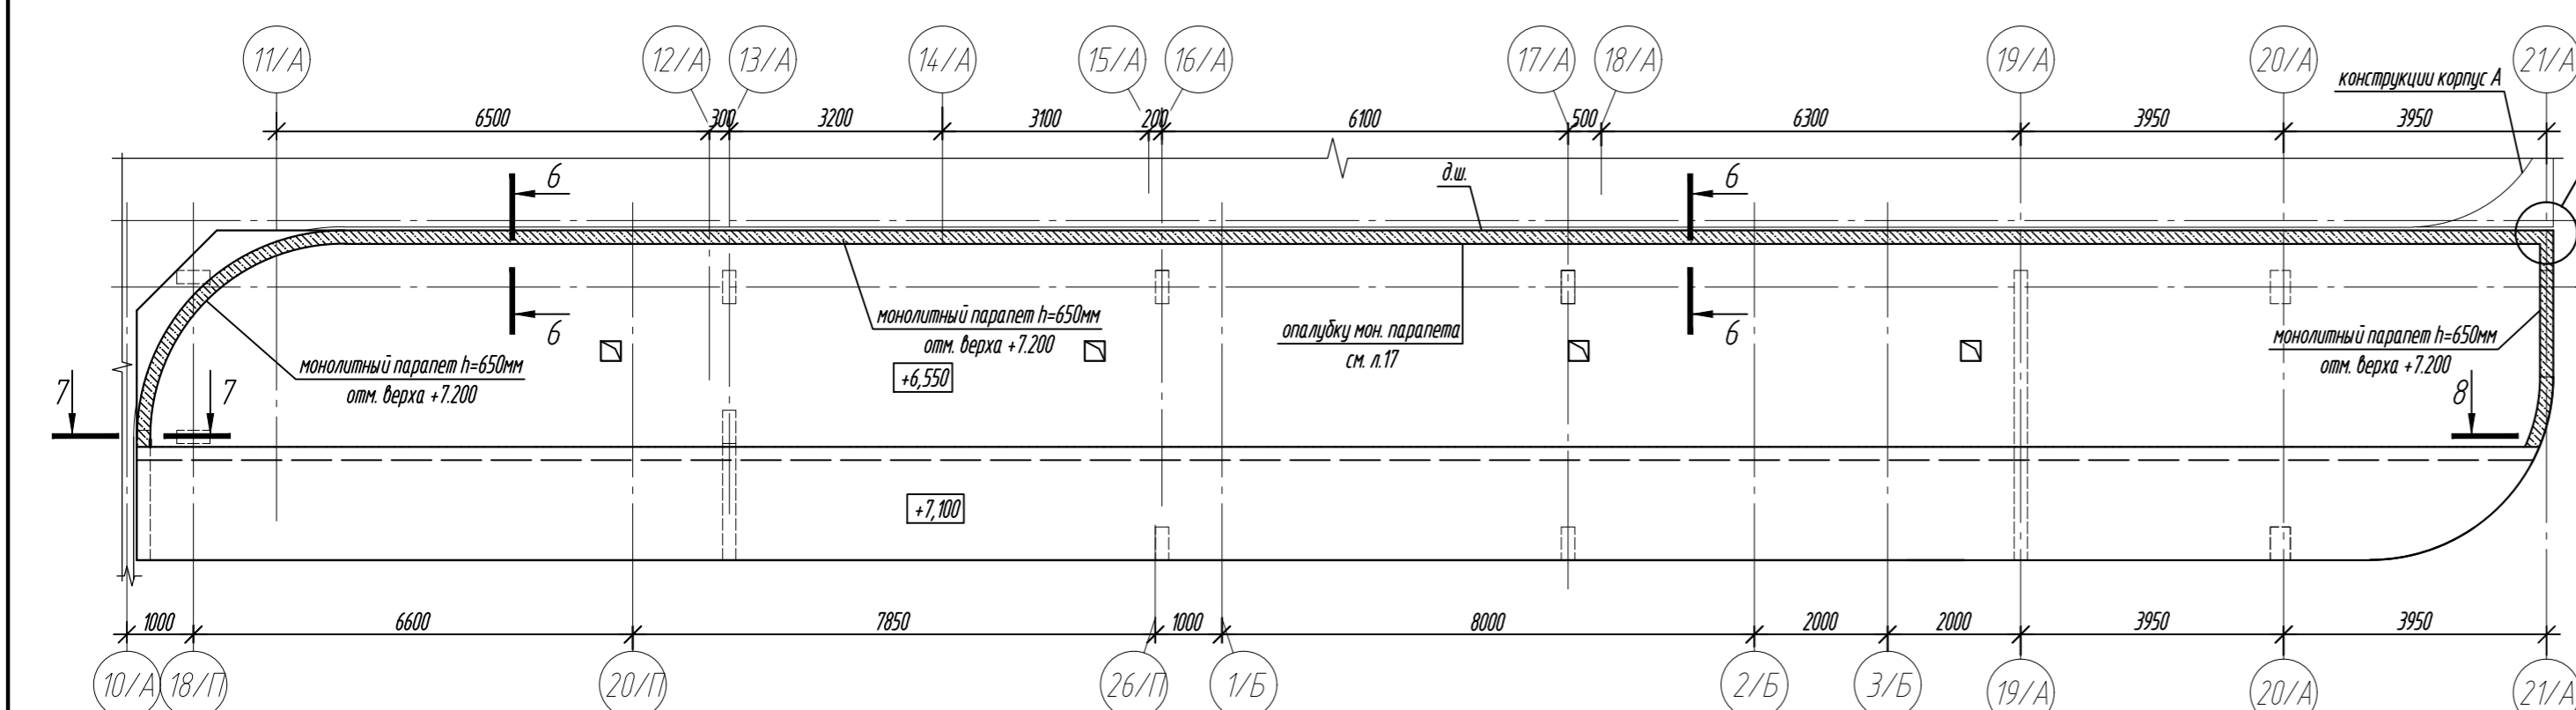 11/А 12/А 13/А 14/А 15/А 16/А 17/А 18/А 19/А 20/А 21/А
конструкции корпус А
6500 300 3200 3100 200 6100 500 6300 3950 3950
6 д.ш. 6
монолитный парапет h=650мм
отм. верха +7.200
6
опалубку мон. парапета
см. л.17
6
монолитный парапет h=650мм
отм. верха +7.200
монолитный парапет h=650мм
отм. верха +7.200
+6,550
7 7 8
+7,100
1000 6600 7850 1000 8000 2000 2000 3950 3950
10/А 18/П 20/П 26/П 1/Б 2/Б 3/Б 19/А 20/А 21/А